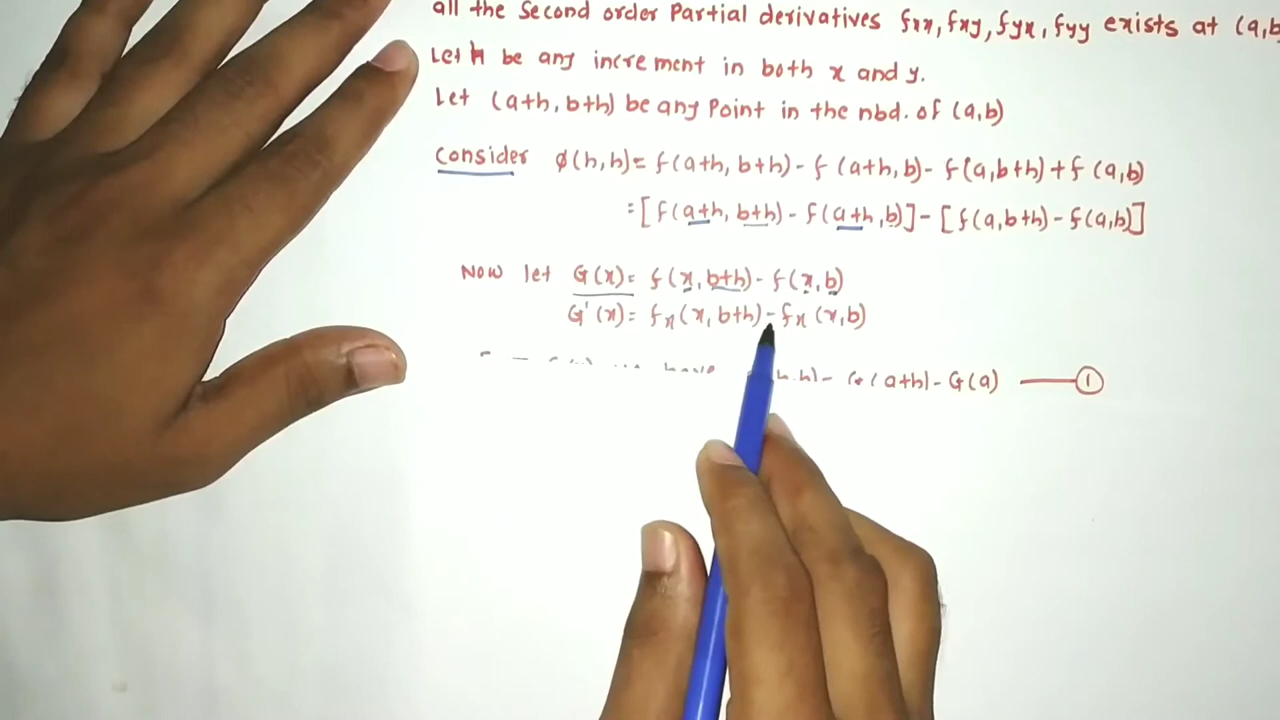 all the second order Partial derivatives fxx, fxy, fyx, fyy exists at (a,b
Let h be any increment in both x and y.
Let (a+h, b+h) be any Point in the nbd. of (a,b)
Consider ϕ(h,h)= f(a+h, b+h) - f (a+h, b) - f(a, b+h) + f (a,b)
= [f(a+h, b+h) - f(a+h, b)] - [f(a, b+h) - f(a,b)]
Now let G(x)= f(x, b+h) - f(x, b)
G'(x)= fx(x, b+h) - fx (x, b)
have h,h)= G(a+h) - G(a) ①